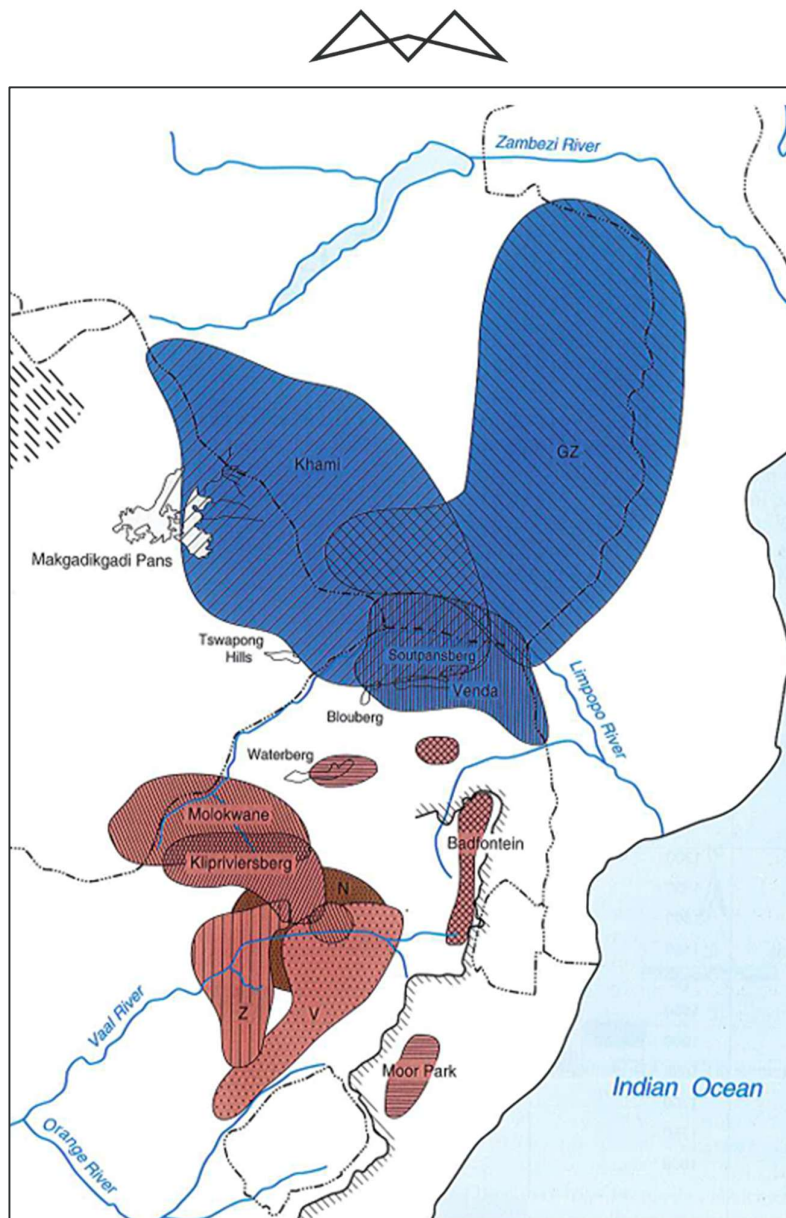 Zambezi River
Khami
GZ
Makgadikgadi Pans
Tswapong
Hills
Soutpansberg
Venda
Blouberg
Limpopo River
Waterberg
Molokwane
Badfontein
Klipriviersberg
N
Z
V
Vaal River
Moor Park
Indian Ocean
Orange River